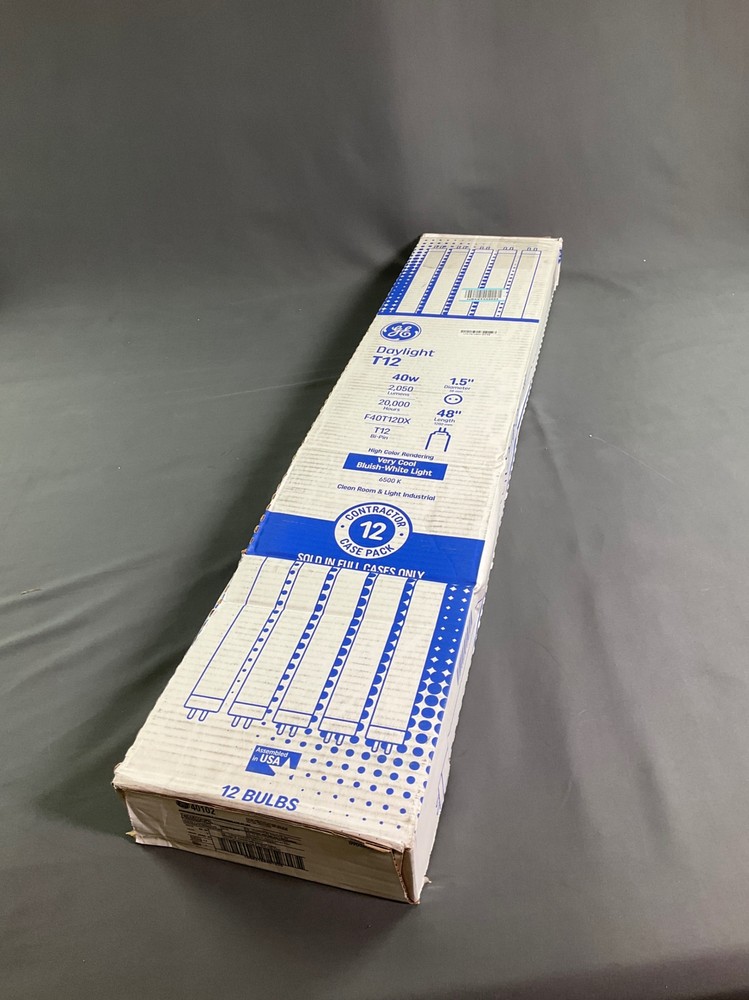 GE
Daylight
T12
40w
2,050
Lumens
20,000
Hours
F40T12DX
T12
Bi-Pin
1.5"
Diameter
48"
Length
High Color Rendering
Very Cool
Bluish-White Light
6500 K
Clean Room & Light Industrial
CONTRACTOR
12
CASE PACK
SOLD IN FULL CASES ONLY
Assembled
in USA
12 BULBS
49102